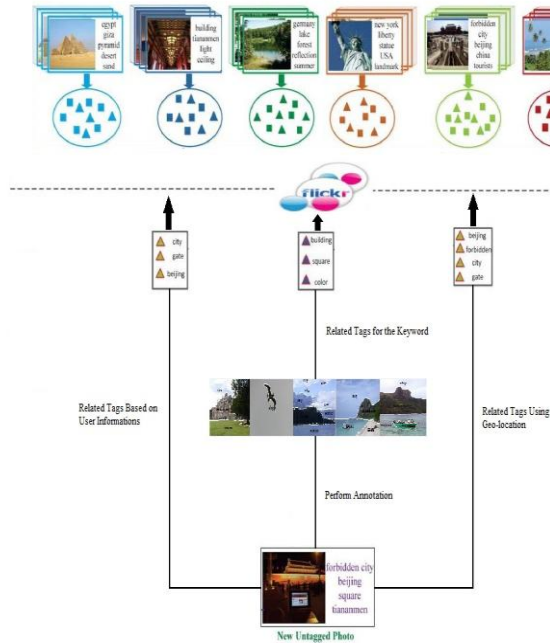 egypt
giza
pyramid
desert
sand
building
tiananmen
light
ceiling
germany
lake
forest
reflection
summer
new york
liberty
statue
USA
landmark
forbidden
city
beijing
china
tourists
flickr
city
gate
beijing
building
square
color
beijing
forbidden
city
gate
Related Tags for the Keyword
Related Tags Based on
User Informations
Related Tags Using
Geo-location
Perform Annotation
forbidden city
beijing
square
tiananmen
New Untagged Photo